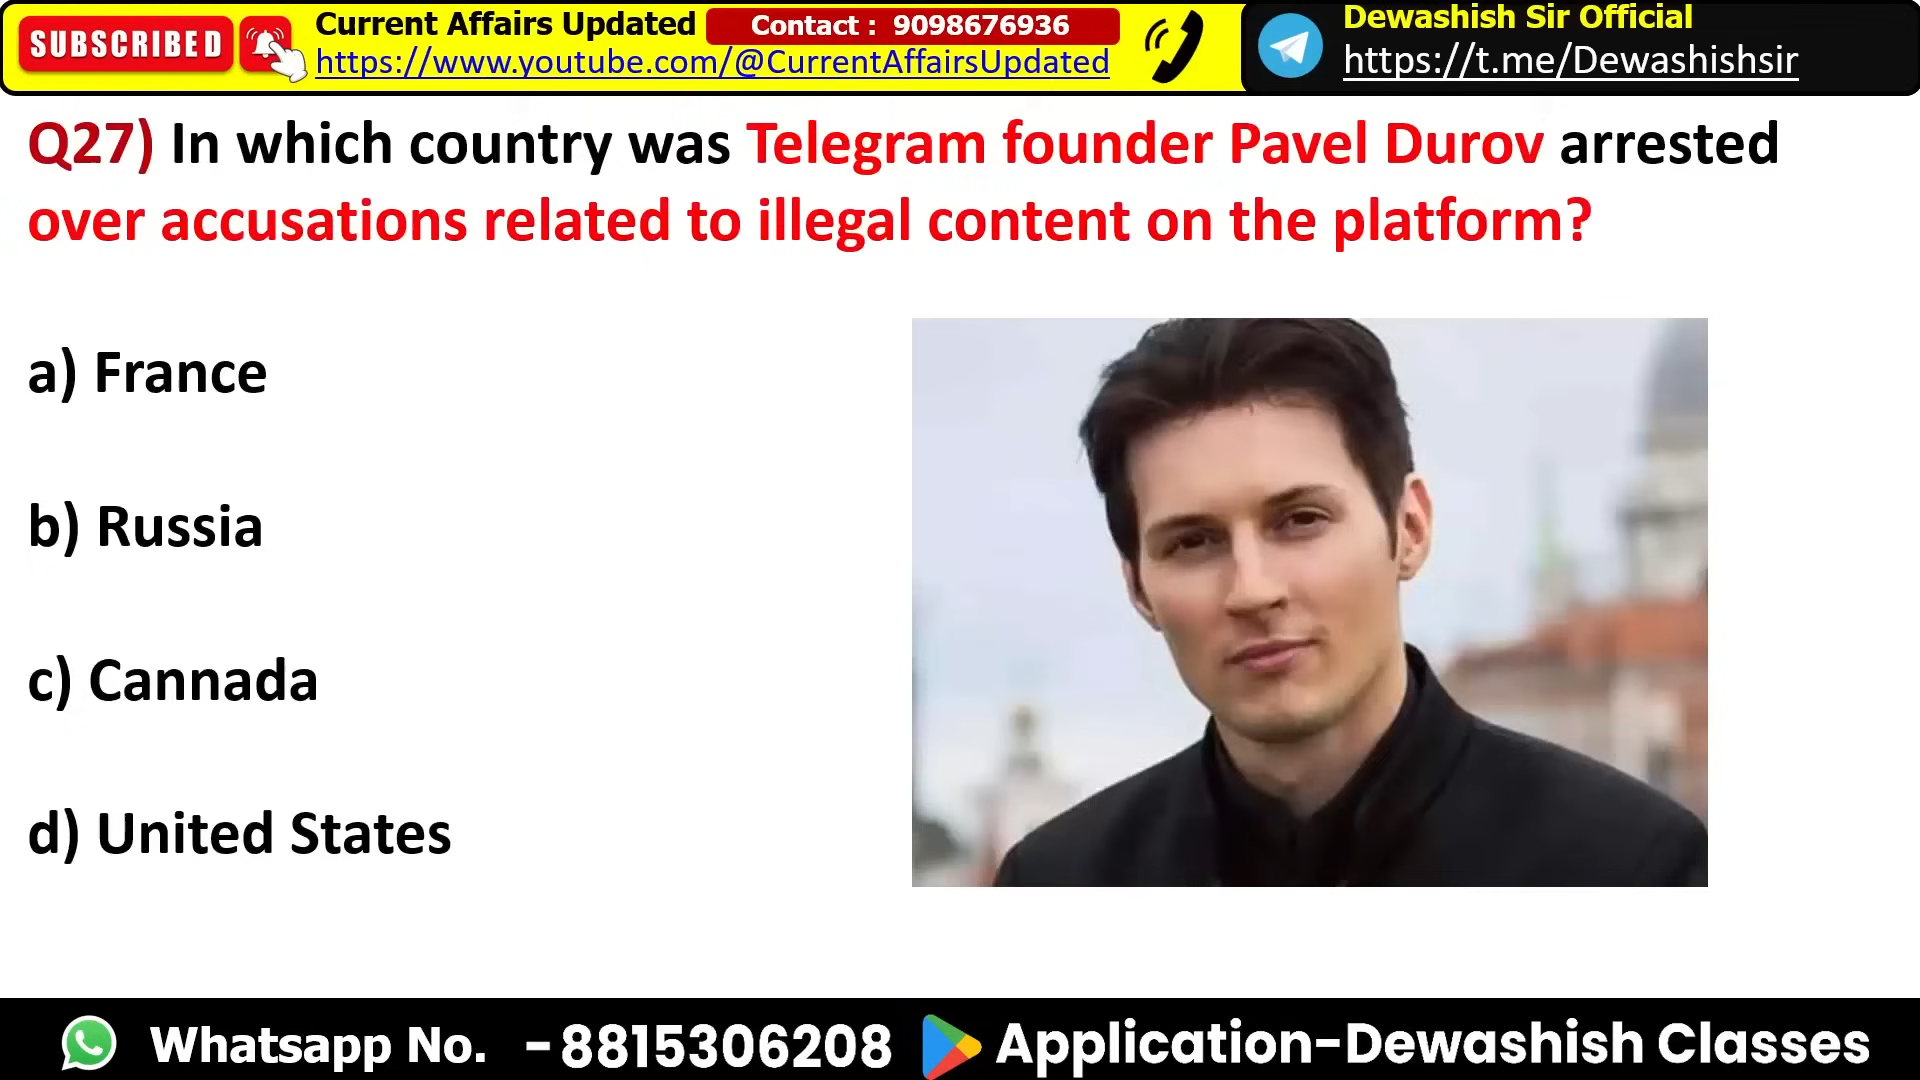 SUBSCRIBED
Current Affairs Updated
Contact : 9098676936
https://www.youtube.com/@CurrentAffairsUpdated
Dewashish Sir Official
https://t.me/Dewashishsir
Q27) In which country was Telegram founder Pavel Durov arrested
over accusations related to illegal content on the platform?
a) France
b) Russia
c) Cannada
d) United States
Whatsapp No. -8815306208
Application-Dewashish Classes